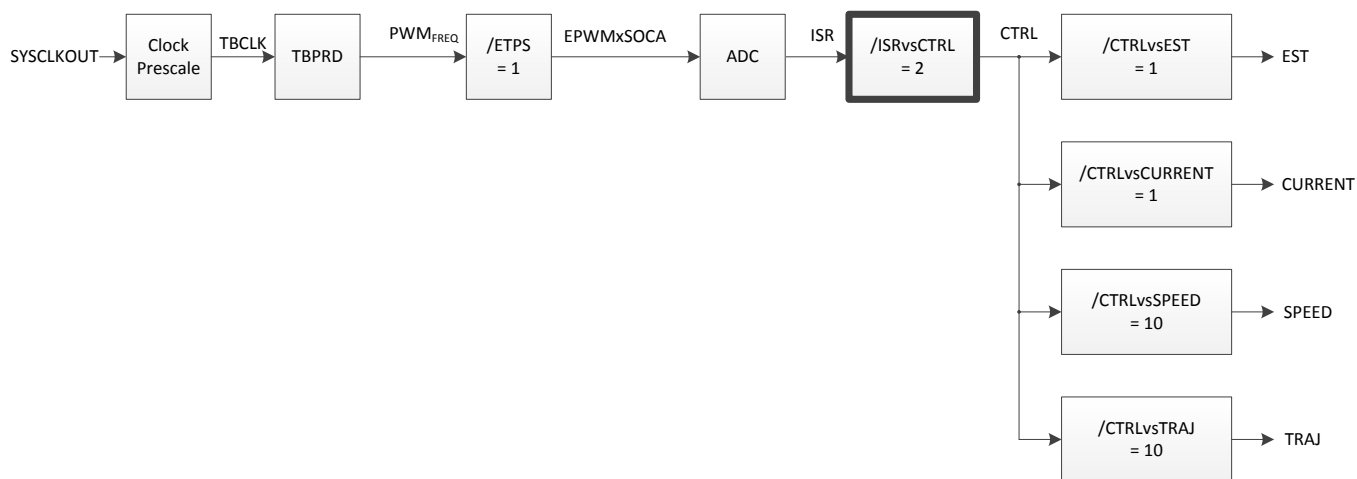 SYSCLKOUT
Clock
Prescale
TBCLK
TBPRD
PWMFREQ
/ETPS
= 1
EPWMxSOCA
ADC
ISR
/ISRvsCTRL
= 2
CTRL
/CTRLvsEST
= 1
EST
/CTRLvsCURRENT
= 1
CURRENT
/CTRLvsSPEED
= 10
SPEED
/CTRLvsTRAJ
= 10
TRAJ